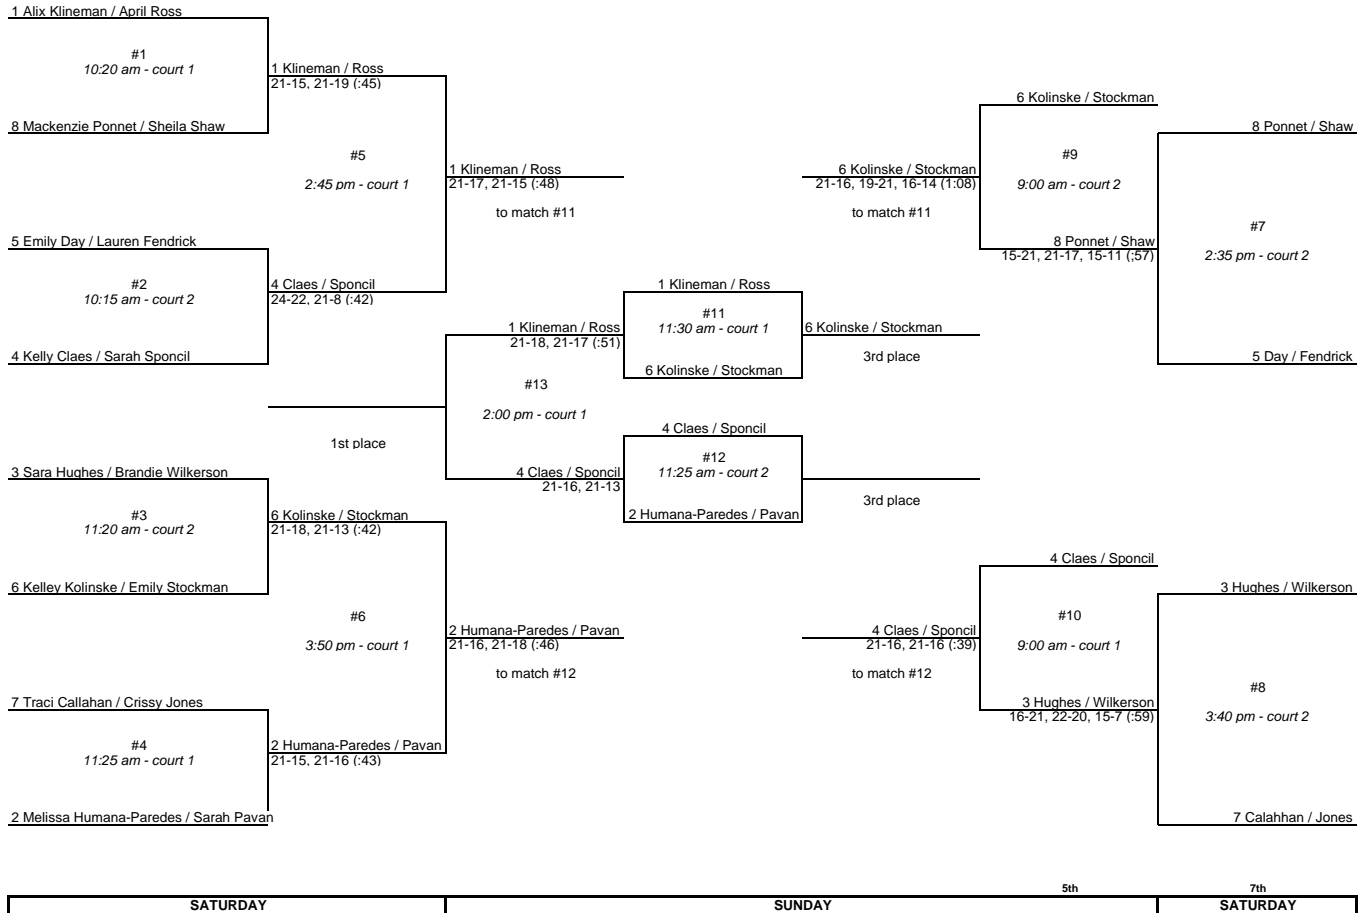 1 Alix Klineman / April Ross
#1
10:20 am - court 1
1 Klineman / Ross
21-15, 21-19 (:45)
6 Kolinske / Stockman
8 Mackenzie Ponnet / Sheila Shaw
8 Ponnet / Shaw
#5
#9
1 Klineman / Ross
6 Kolinske / Stockman
2:45 pm - court 1
21-17, 21-15 (:48)
21-16, 19-21, 16-14 (1:08)
9:00 am - court 2
to match #11
to match #11
5 Emily Day / Lauren Fendrick
8 Ponnet / Shaw
#7
15-21, 21-17, 15-11 (;57)
2:35 pm - court 2
#2
4 Claes / Sponcil
1 Klineman / Ross
10:15 am - court 2
24-22, 21-8 (:42)
#11
1 Klineman / Ross
11:30 am - court 1
6 Kolinske / Stockman
21-18, 21-17 (:51)
4 Kelly Claes / Sarah Sponcil
3rd place
5 Day / Fendrick
6 Kolinske / Stockman
#13
2:00 pm - court 1
4 Claes / Sponcil
1st place
#12
3 Sara Hughes / Brandie Wilkerson
4 Claes / Sponcil
11:25 am - court 2
21-16, 21-13
3rd place
#3
6 Kolinske / Stockman
2 Humana-Paredes / Pavan
11:20 am - court 2
21-18, 21-13 (:42)
4 Claes / Sponcil
6 Kelley Kolinske / Emily Stockman
3 Hughes / Wilkerson
#6
#10
2 Humana-Paredes / Pavan
4 Claes / Sponcil
3:50 pm - court 1
21-16, 21-18 (:46)
21-16, 21-16 (:39)
9:00 am - court 1
to match #12
to match #12
#8
7 Traci Callahan / Crissy Jones
3 Hughes / Wilkerson
16-21, 22-20, 15-7 (:59)
3:40 pm - court 2
#4
2 Humana-Paredes / Pavan
11:25 am - court 1
21-15, 21-16 (:43)
2 Melissa Humana-Paredes / Sarah Pavan
7 Calahhan / Jones
5th
7th
SATURDAY
SUNDAY
SATURDAY